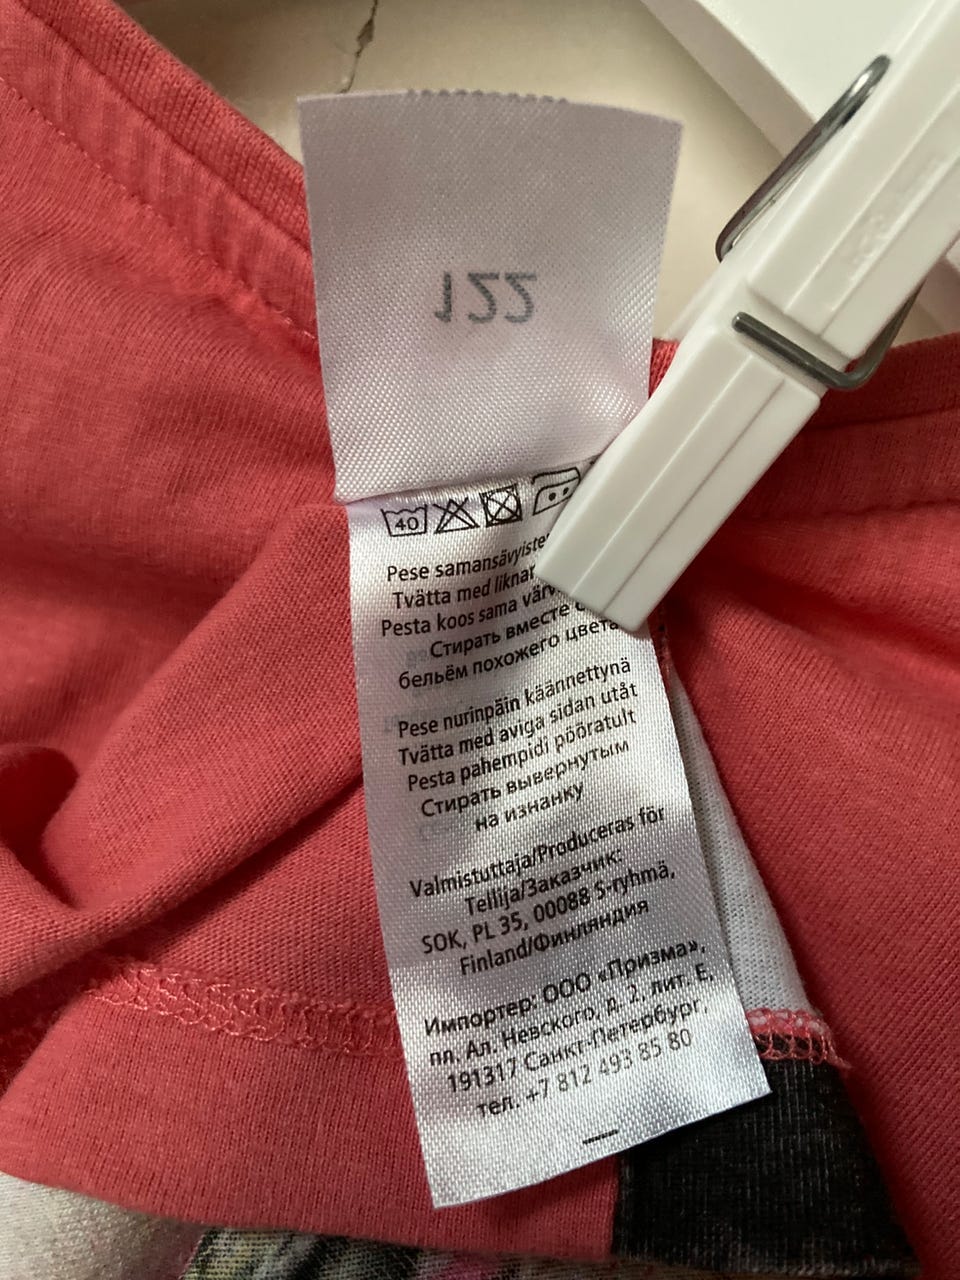 122
40
Pese samansävyisten
Tvätta med liknan
Pesta koos sama värv
Стирать вместе с
бельём похожего цвета
Pese nurinpäin käännettynä
Tvätta med aviga sidan utåt
Pesta pahempidi pööratult
Стирать вывернутым
на изнанку
Valmistuttaja/Produceras för
Tellija/Заказчик:
SOK, PL 35, 00088 S-ryhmä,
Finland/Финляндия
Импортер: ООО «Призма»,
пл. Ал. Невского, д. 2, лит. Е,
191317 Санкт-Петербург,
тел. +7 812 493 85 80